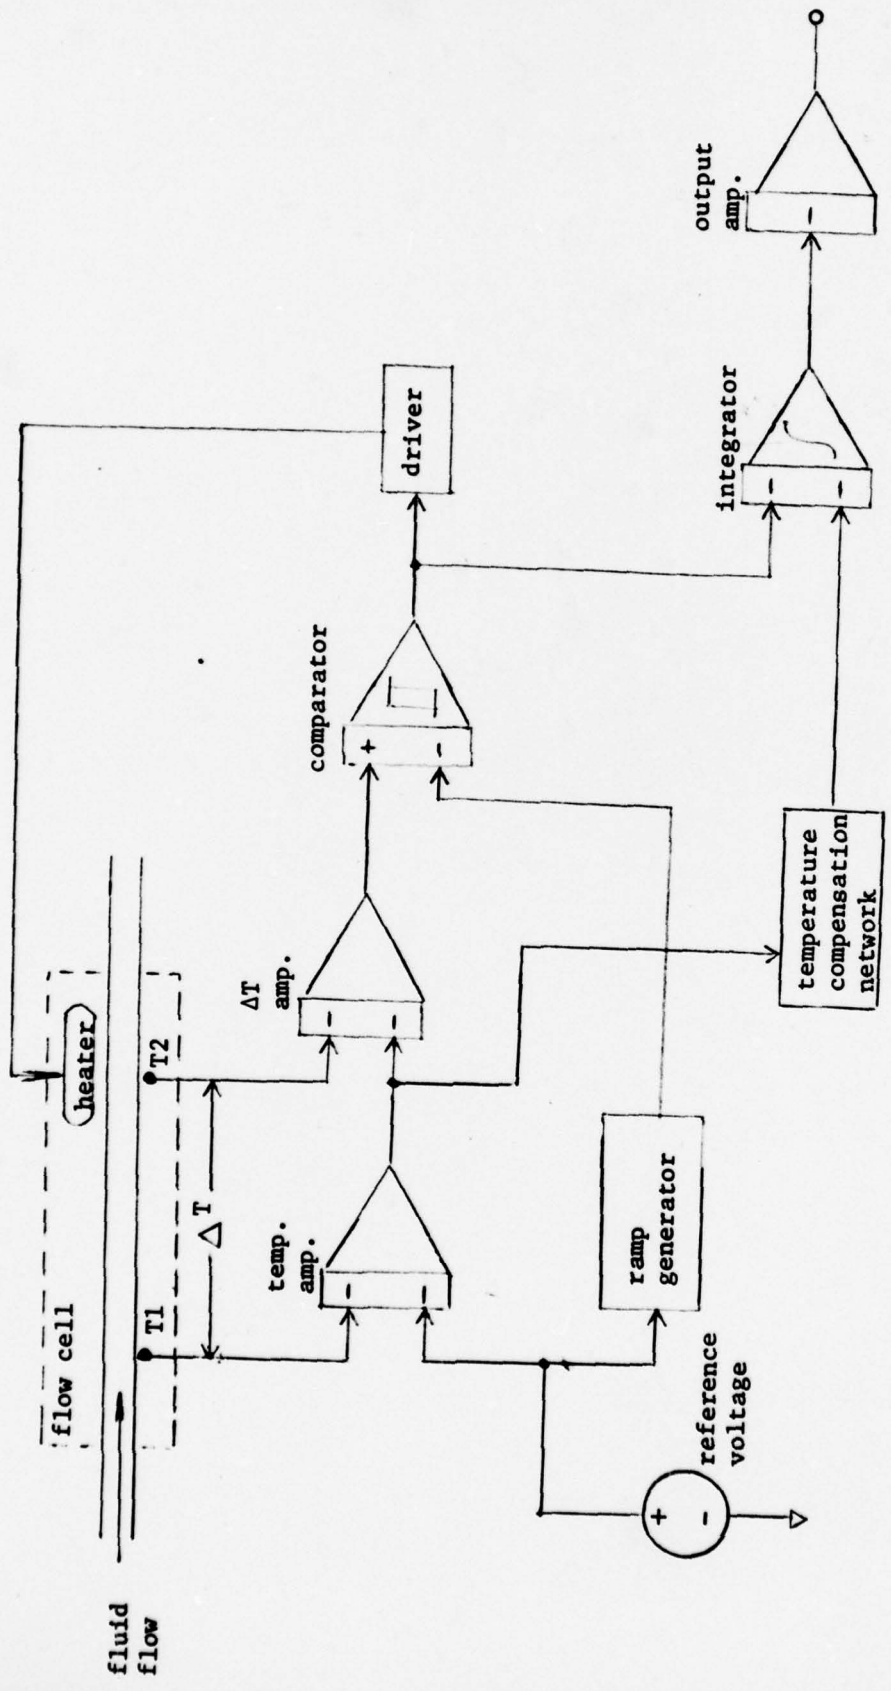 fluid
flow
flow cell
heater
T1
T2
Δ T
temp.
amp.
-
-
ΔT
amp.
-
-
comparator
+
-
driver
reference
voltage
+
-
ramp
generator
temperature
compensation
network
integrator
-
-
∫
output
amp.
-